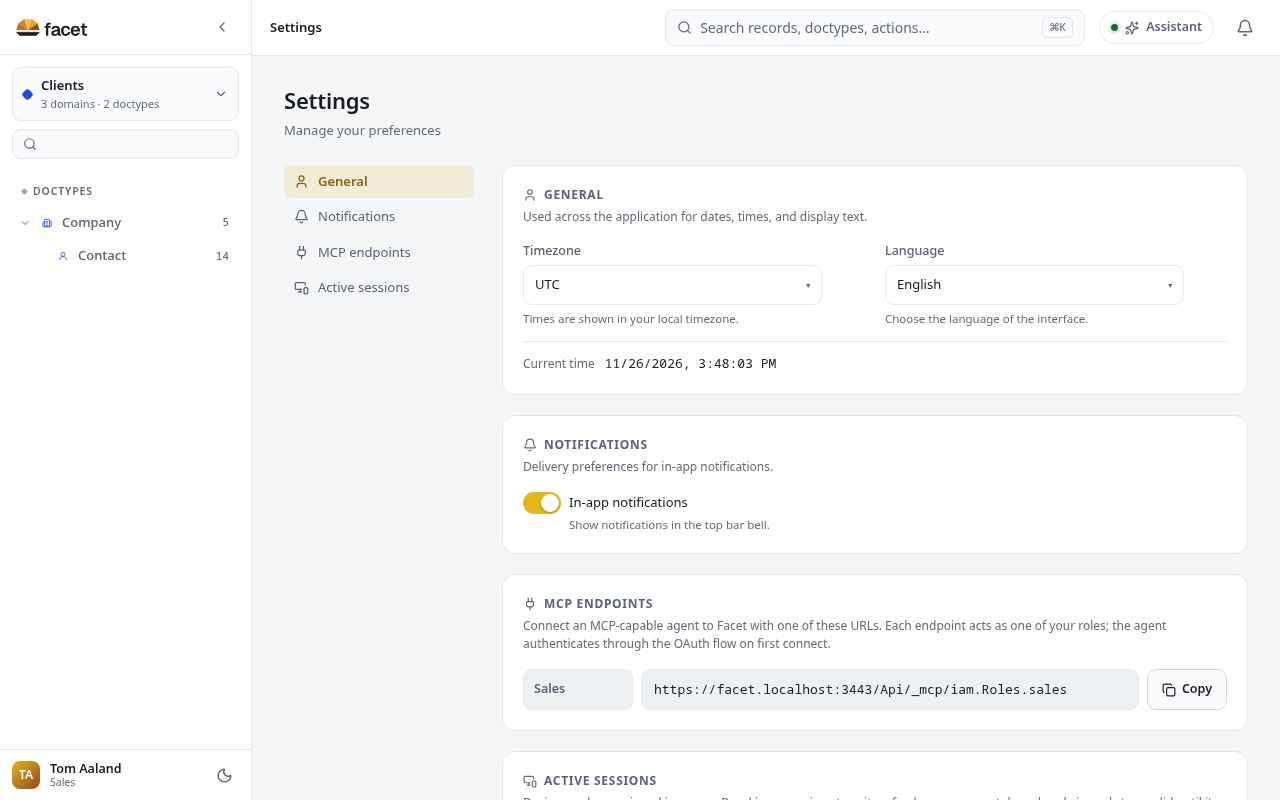 facet
Settings
Search records, doctypes, actions...
⌘K
Assistant
Clients
3 domains · 2 doctypes
DOCTYPES
Company 5
Contact 14
Tom Aaland
Sales
TA
Settings
Manage your preferences
General
Notifications
MCP endpoints
Active sessions
GENERAL
Used across the application for dates, times, and display text.
Timezone
UTC
Times are shown in your local timezone.
Language
English
Choose the language of the interface.
Current time 11/26/2026, 3:48:03 PM
NOTIFICATIONS
Delivery preferences for in-app notifications.
In-app notifications
Show notifications in the top bar bell.
MCP ENDPOINTS
Connect an MCP-capable agent to Facet with one of these URLs. Each endpoint acts as one of your roles; the agent
authenticates through the OAuth flow on first connect.
Sales
https://facet.localhost:3443/Api/_mcp/iam.Roles.sales
Copy
ACTIVE SESSIONS